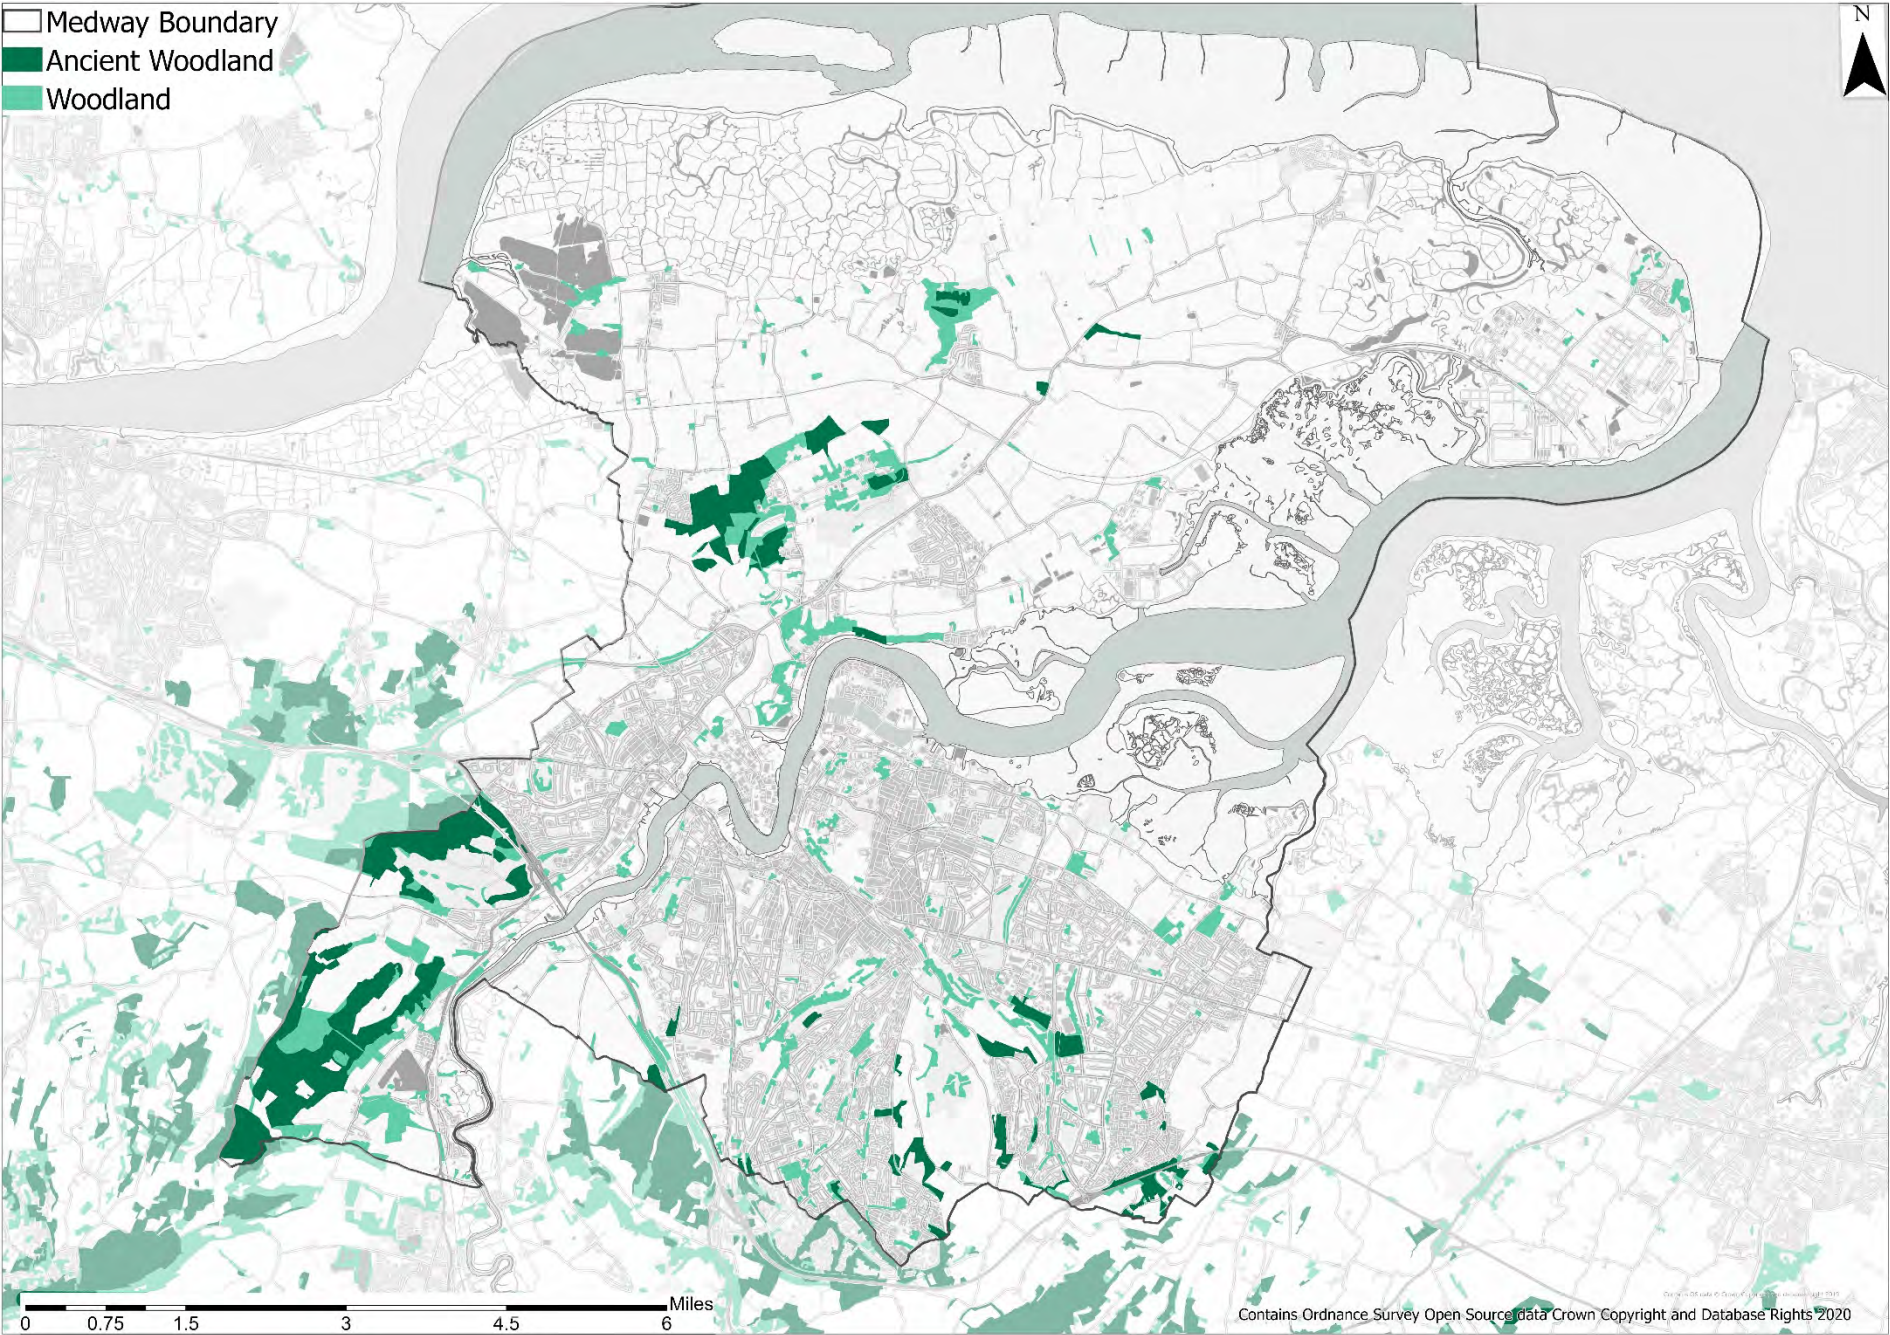 Medway Boundary
Ancient Woodland
Woodland
N
Miles
0 0.75 1.5 3 4.5 6
Contains Ordnance Survey Open Source data Crown Copyright and Database Rights 2020